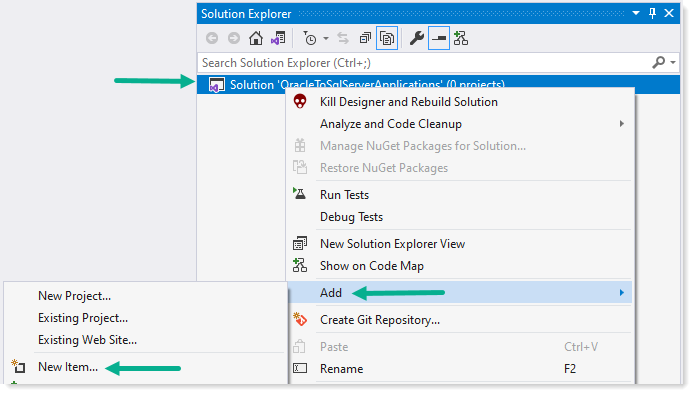 Solution Explorer
Search Solution Explorer (Ctrl+;)
Solution 'OracleToSqlServerApplications' (0 projects)
Kill Designer and Rebuild Solution
Analyze and Code Cleanup
Manage NuGet Packages for Solution...
Restore NuGet Packages
Run Tests
Debug Tests
New Solution Explorer View
Show on Code Map
Add
Create Git Repository...
Paste Ctrl+V
Rename F2
New Project...
Existing Project...
Existing Web Site...
New Item...